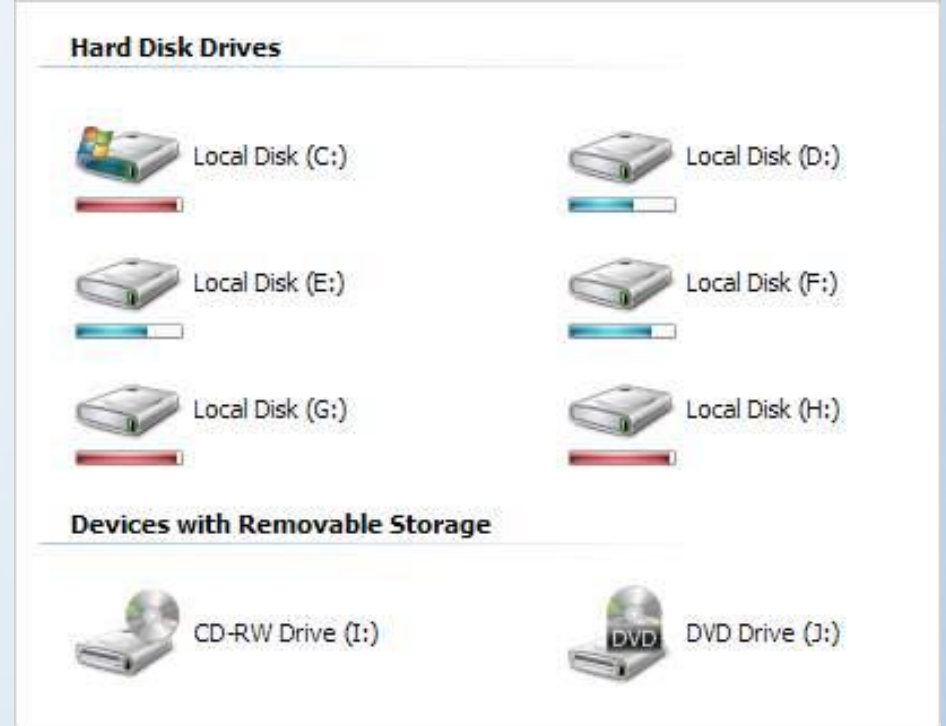 Hard Disk Drives
Local Disk (C:)
Local Disk (D:)
Local Disk (E:)
Local Disk (F:)
Local Disk (G:)
Local Disk (H:)
Devices with Removable Storage
CD-RW Drive (I:)
DVD
DVD Drive (J:)